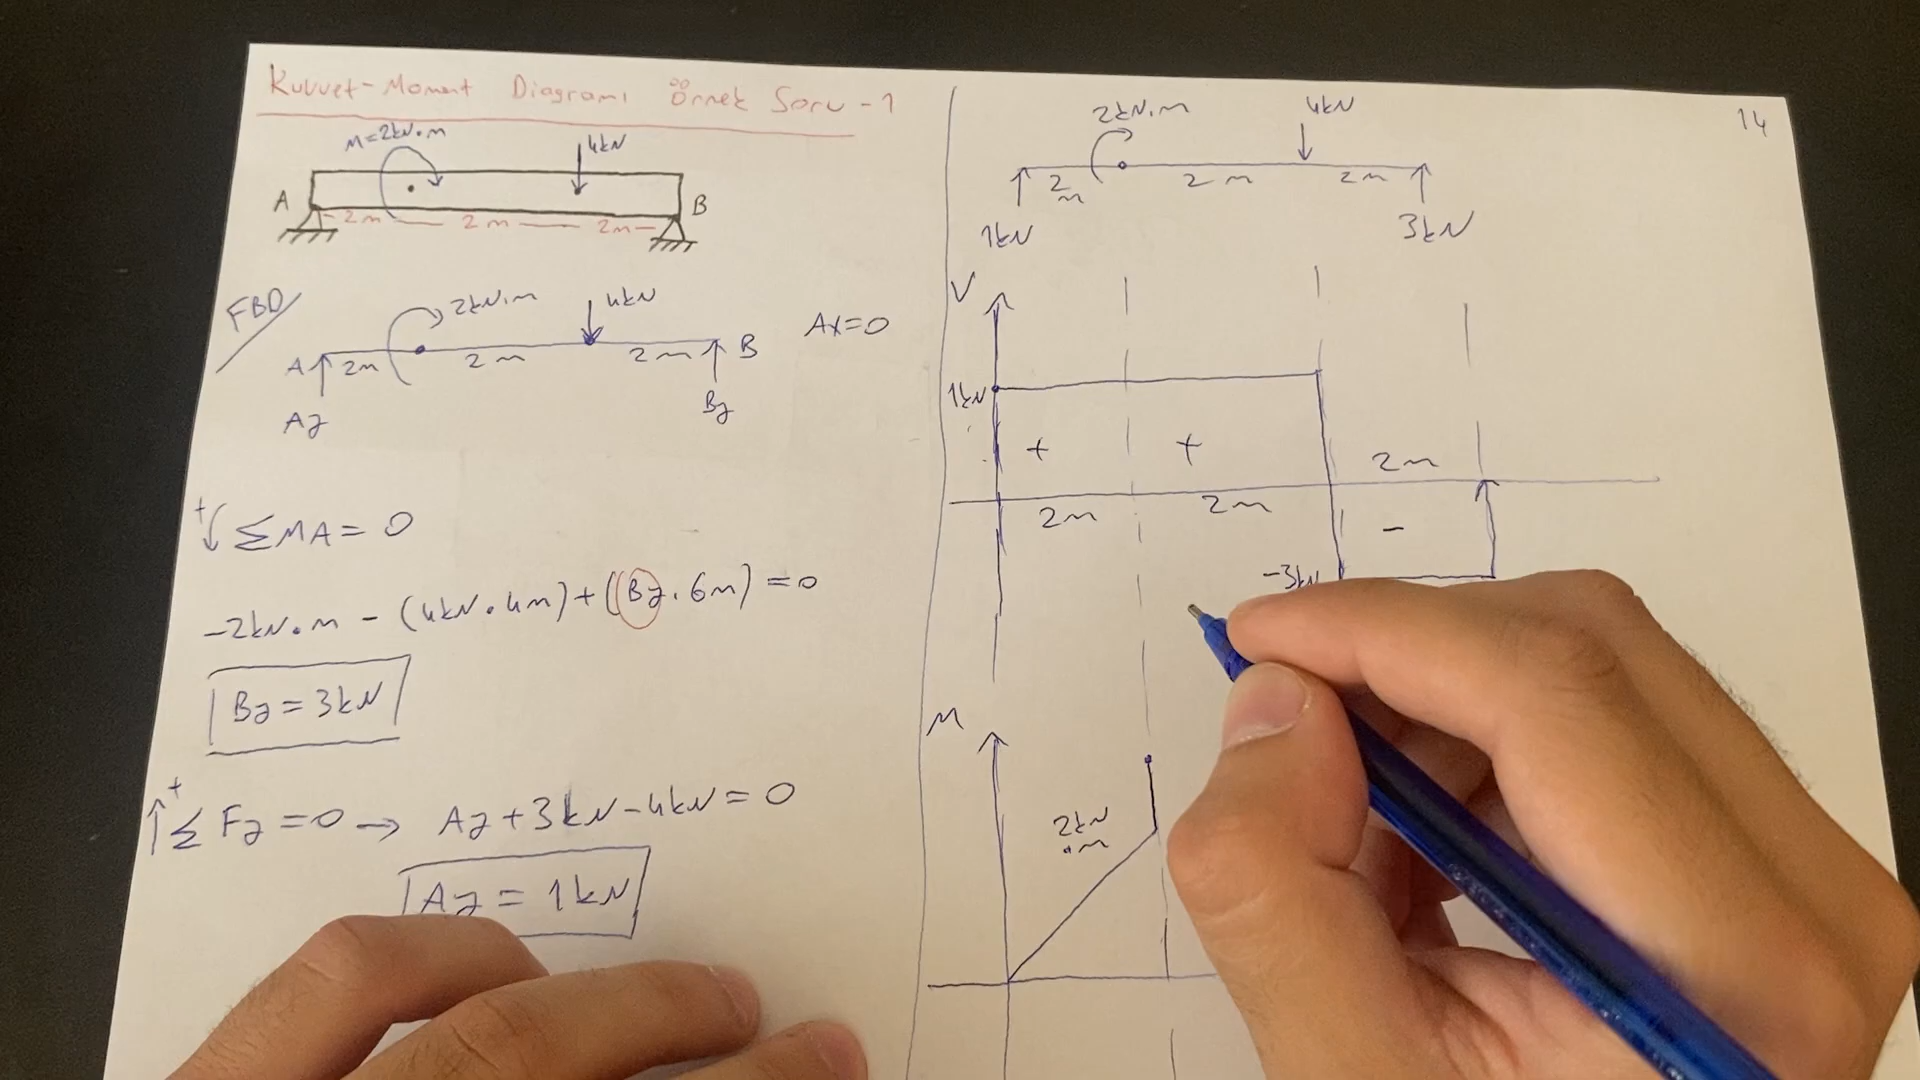 Kuvvet-Moment Diagramı Örnek Soru-1
M=2kN.m
4kN
A
B
2m 2m 2m
FBD
2kN.m
4kN
Ax=0
A 2m 2m 2m B
Ay
By
+ ΣMA=0
-2kN.m - (4kN.4m)+(By.6m)=0
By=3kN
+ ΣFy=0 → Ay+3kN-4kN=0
Ay=1kN
14
2kN.m
4kN
2m 2m 2m
1kN
3kN
V
1kN
+ +
2m
2m 2m
-
-3kN
M
2kN.m